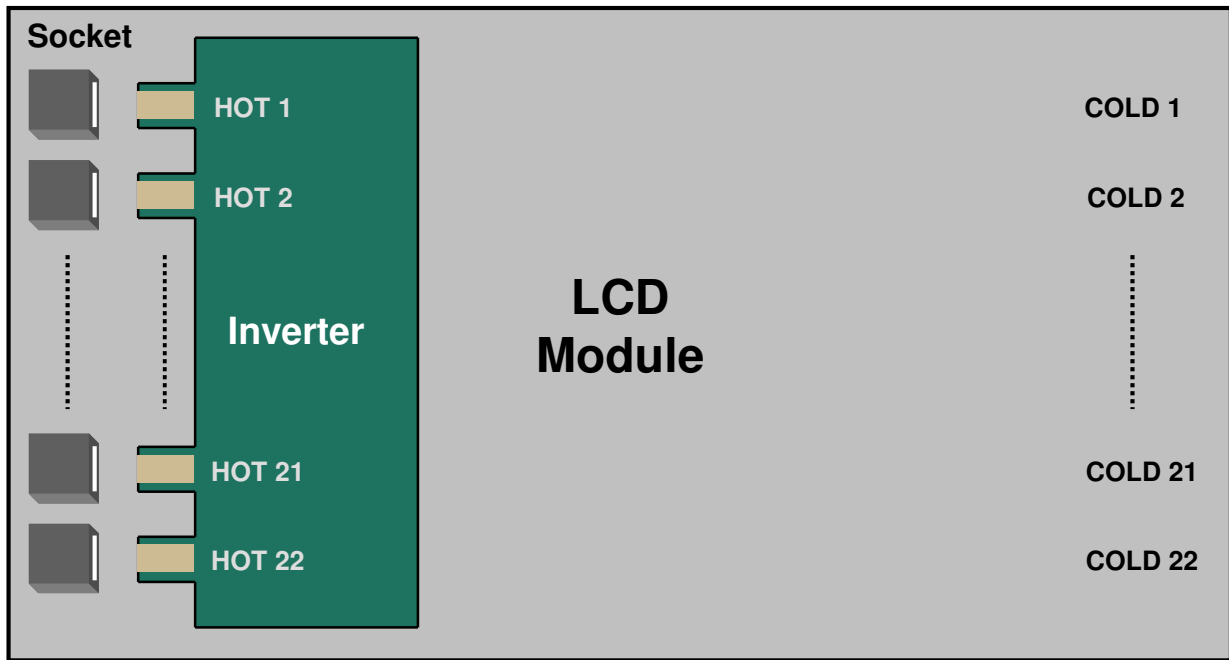 Socket
HOT 1
COLD 1
HOT 2
COLD 2
Inverter
LCD
Module
HOT 21
COLD 21
HOT 22
COLD 22